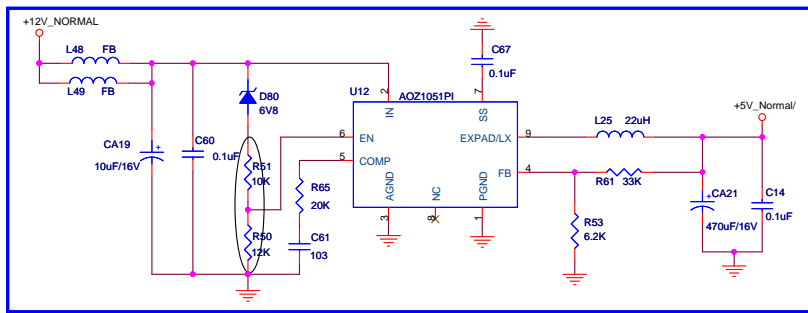 +12V_NORMAL
L48 FB
L49 FB
CA19
10uF/16V
C60
0.1uF
D80
6V8
R51
10K
R50
12K
R65
20K
C61
103
C67
0.1uF
U12 AOZ1051PI
2 IN
7 SS
6 EN
5 COMP
EXPAD/LX 9
FB 4
AGND 3
NC 8
PGND 1
L25 22uH
R61 33K
R53
6.2K
+5V_Normal/
CA21
470uF/16V
C14
0.1uF